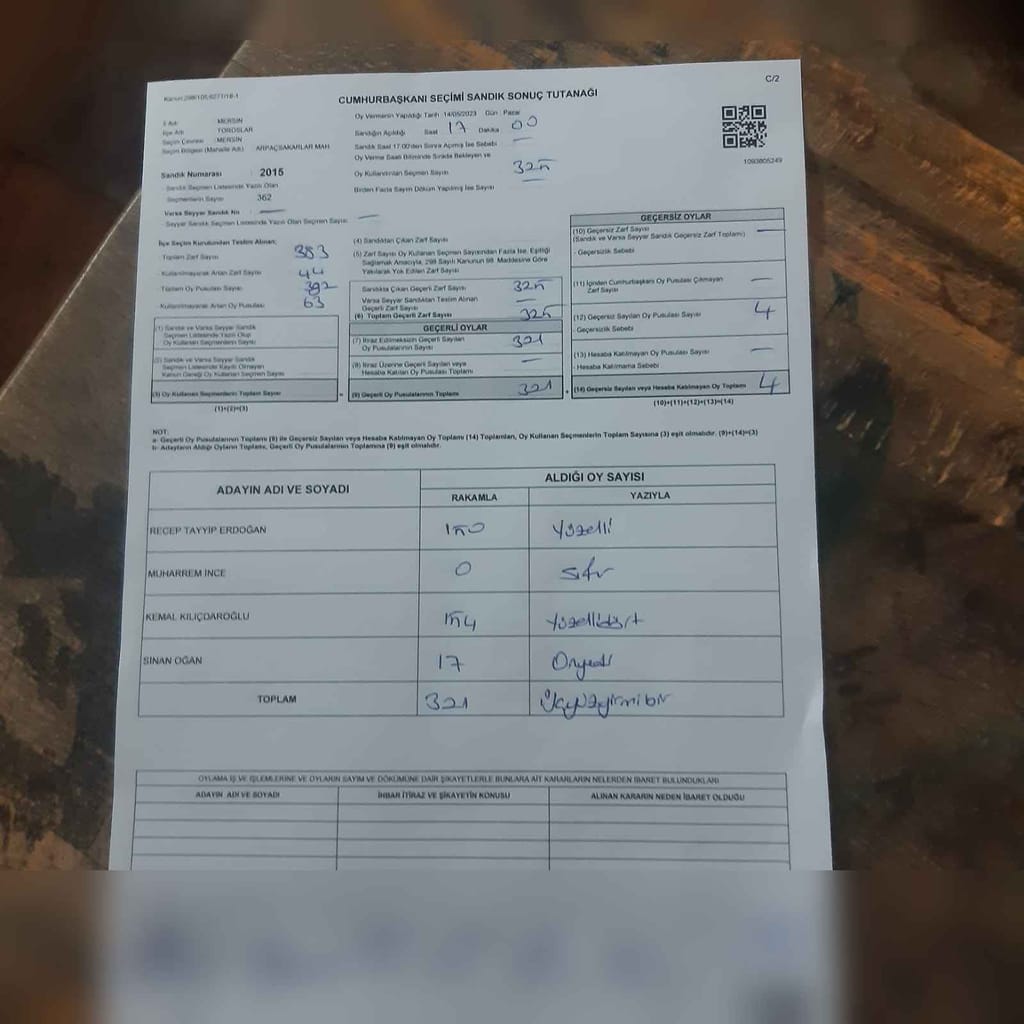 C/2
CUMHURBAŞKANI SEÇİMİ SANDIK SONUÇ TUTANAĞI
İl Adı : MERSİN
İlçe Adı : TOROSLAR
Seçim Çevresi : MERSİN
Seçim Bölgesi (Mahalle Adı) : ARPAÇSAKARLAR MAH
Sandık Numarası : 2015
Sandık Seçmen Listesinde Yazılı Olan
Seçmenlerin Sayısı : 362
Varsa Seyyar Sandık No
Seyyar Sandık Seçmen Listesinde Yazılı Olan Seçmen Sayısı
Oy Vermenin Yapıldığı Tarih 14/05/2023 Gün : Pazar
Sandığın Açıldığı Saat 17 Dakika 00
Sandık Saat 17.00'den Sonra Açılmış İse Sebebi
Oy Verme Saati Bitiminde Sırada Bekleyen ve
Oy Kullandırılan Seçmen Sayısı 325
Birden Fazla Sayım Döküm Yapılmış İse Sayısı
1093805249
İlçe Seçim Kurulundan Teslim Alınan;
Toplam Zarf Sayısı 383
Kullanılmayarak Artan Zarf Sayısı 44
Toplam Oy Pusulası Sayısı 382
Kullanılmayarak Artan Oy Pusulası 63
(1) Sandık ve Varsa Seyyar Sandık
Seçmen Listesinde Yazılı Olup
Oy Kullanan Seçmenlerin Sayısı
(2) Sandık ve Varsa Seyyar Sandık
Listesinde Kayıtlı Olmayan
Kanun Gereği Oy Kullanan Seçmen Sayısı
(3) Oy Kullanan Seçmenlerin Toplam Sayısı =
(1)+(2)=(3)
(4) Sandıktan Çıkan Zarf Sayısı
(5) Zarf Sayısı Oy Kullanan Seçmen Sayısından Fazla İse, Eşitliği
Sağlamak Amacıyla, 298 Sayılı Kanunun 98. Maddesine Göre
Yakılarak Yok Edilen Zarf Sayısı
Sandıkta Çıkan Geçerli Zarf Sayısı 325
Varsa Seyyar Sandıktan Teslim Alınan
Geçerli Zarf Sayısı
(6) Toplam Geçerli Zarf Sayısı 325
GEÇERLİ OYLAR
(7) İtiraz Edilmeksizin Geçerli Sayılan
Oy Pusulalarının Sayısı 321
(8) İtiraz Üzerine Geçerli Sayılan veya
Hesaba Katılan Oy Pusulası Toplamı
(9) Geçerli Oy Pusulalarının Toplamı 321 +
GEÇERSİZ OYLAR
(10) Geçersiz Zarf Sayısı
(Sandık ve Varsa Seyyar Sandık Geçersiz Zarf Toplamı)
- Geçersizlik Sebebi
(11) İçinden Cumhurbaşkanı Oy Pusulası Çıkmayan
Zarf Sayısı
(12) Geçersiz Sayılan Oy Pusulası Sayısı 4
- Geçersizlik Sebebi
(13) Hesaba Katılmayan Oy Pusulası Sayısı
- Hesaba Katılmama Sebebi
(14) Geçersiz Sayılan veya Hesaba Katılmayan Oy Toplamı 4
(10)+(11)+(12)+(13)=(14)
NOT:
a- Geçerli Oy Pusulalarının Toplamı (9) ile Geçersiz Sayılan veya Hesaba Katılmayan Oy Toplamı (14) Toplamları, Oy Kullanan Seçmenlerin Toplam Sayısına (3) eşit olmalıdır. (9)+(14)=(3)
b- Adayların Aldığı Oyların Toplamı, Geçerli Oy Pusulalarının Toplamına (9) eşit olmalıdır.
ADAYIN ADI VE SOYADI
ALDIĞI OY SAYISI
RAKAMLA YAZIYLA
RECEP TAYYİP ERDOĞAN 150 Yüzelli
MUHARREM İNCE 0 Sıfır
KEMAL KILIÇDAROĞLU 154 Yüzellidört
SİNAN OĞAN 17 Onyedi
TOPLAM 321 Üçyüzyirmibir
OYLAMA İŞ VE İŞLEMLERİNE VE OYLARIN SAYIM VE DÖKÜMÜNE DAİR ŞİKAYETLERLE BUNLARA AİT KARARLARIN NELERDEN İBARET BULUNDUKLARI
ADAYIN ADI VE SOYADI İHBAR İTİRAZ VE ŞİKAYETİN KONUSU ALINAN KARARIN NEDEN İBARET OLDUĞU